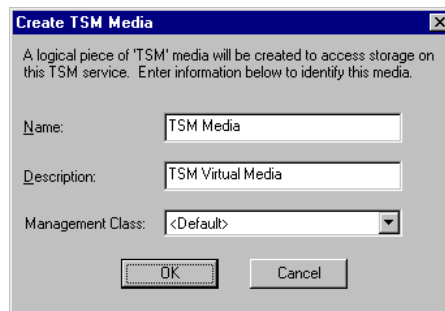 Create TSM Media
A logical piece of 'TSM' media will be created to access storage on
this TSM service. Enter information below to identify this media.
Name: TSM Media
Description: TSM Virtual Media
Management Class: <Default>
OK Cancel